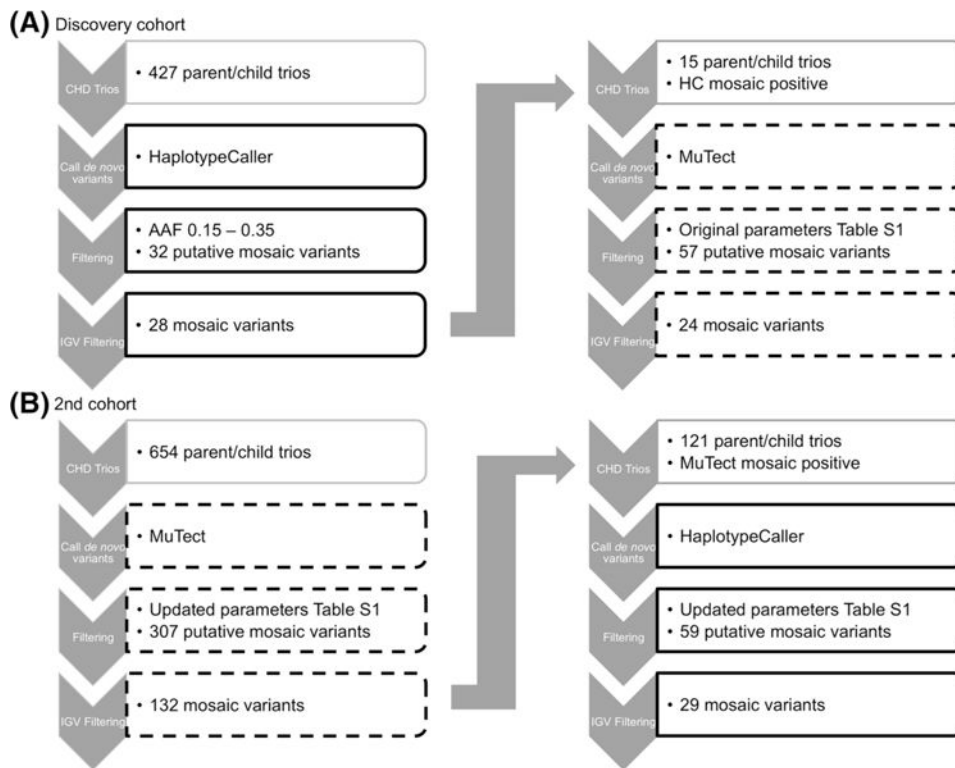 (A) Discovery cohort
CHD Trios
• 427 parent/child trios
Call de novo
variants
• HaplotypeCaller
Filtering
• AAF 0.15 – 0.35
• 32 putative mosaic variants
IGV Filtering
• 28 mosaic variants
CHD Trios
• 15 parent/child trios
• HC mosaic positive
Call de novo
variants
• MuTect
Filtering
• Original parameters Table S1
• 57 putative mosaic variants
IGV Filtering
• 24 mosaic variants
(B) 2nd cohort
CHD Trios
• 654 parent/child trios
Call de novo
variants
• MuTect
Filtering
• Updated parameters Table S1
• 307 putative mosaic variants
IGV Filtering
• 132 mosaic variants
CHD Trios
• 121 parent/child trios
• MuTect mosaic positive
Call de novo
variants
• HaplotypeCaller
Filtering
• Updated parameters Table S1
• 59 putative mosaic variants
IGV Filtering
• 29 mosaic variants